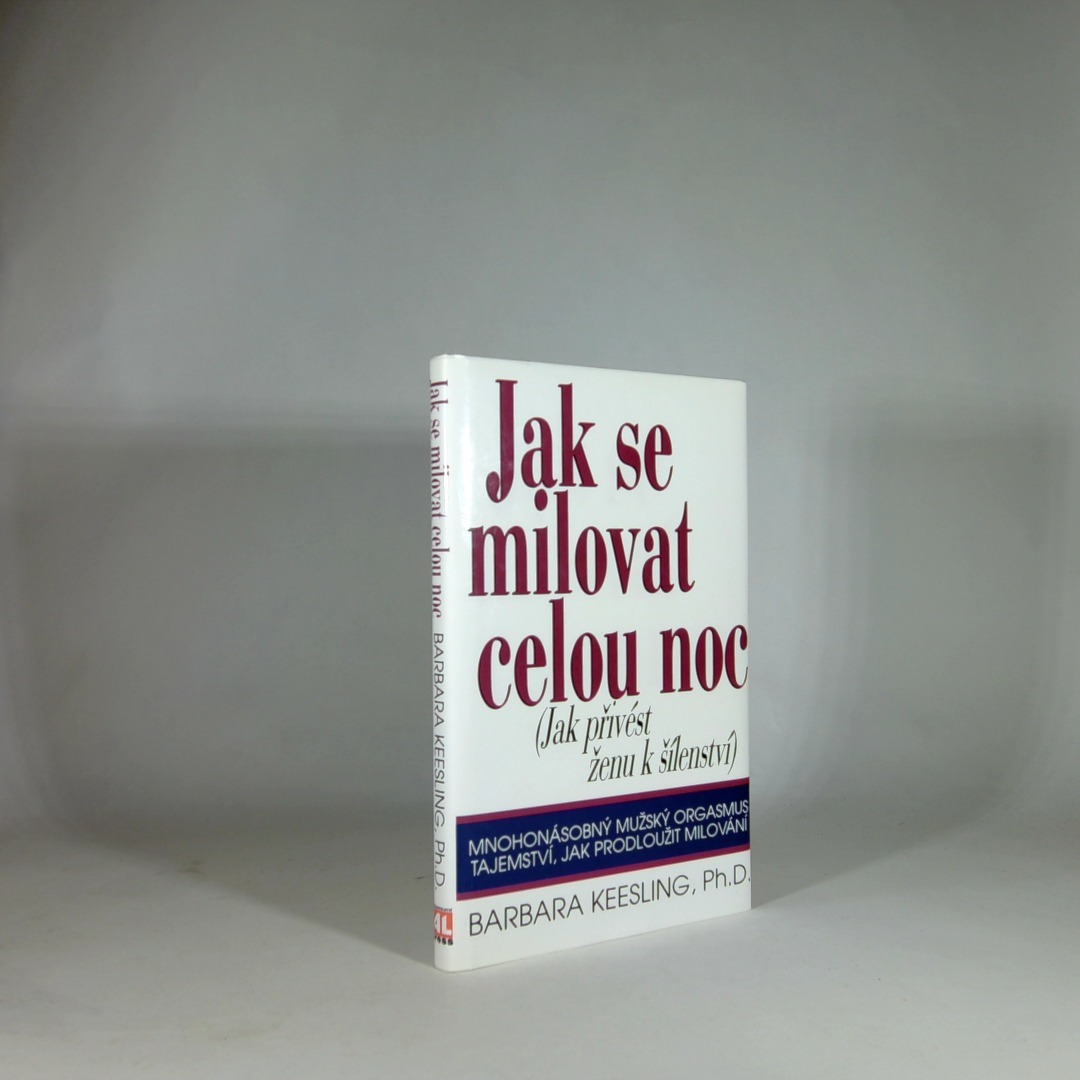 Jak se milovat celou noc BARBARA KEESLING, Ph.D.
AL
Jak se
milovat
celou noc
(Jak přivést
ženu k šílenství)
MNOHONÁSOBNÝ MUŽSKÝ ORGASMUS
TAJEMSTVÍ, JAK PRODLOUŽIT MILOVÁNÍ
BARBARA KEESLING, Ph.D.